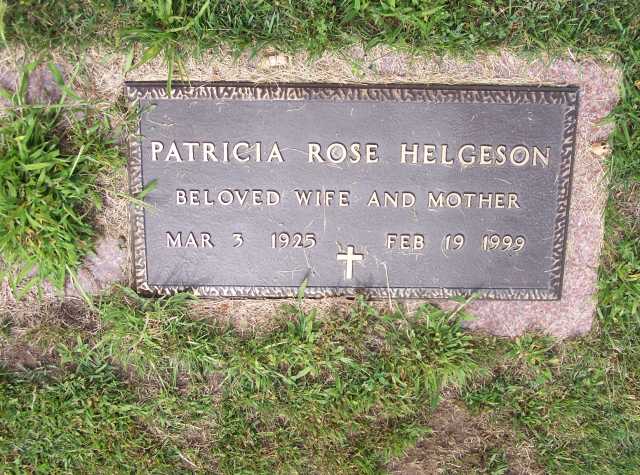 PATRICIA ROSE HELGESON
BELOVED WIFE AND MOTHER
MAR 3 1925 FEB 19 1999